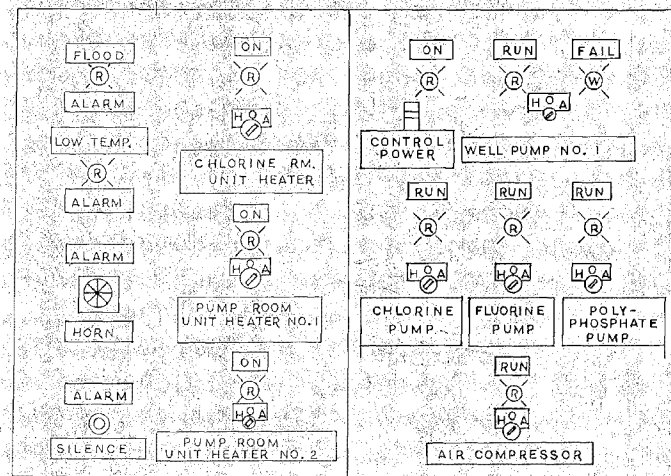 FLOOD
R
ALARM
LOW TEMP.
R
ALARM
ALARM
HORN
ALARM
SILENCE
ON
R
H O A
CHLORINE RM.
UNIT HEATER
ON
R
H O A
PUMP ROOM
UNIT HEATER NO.1
ON
R
H O A
PUMP ROOM
UNIT HEATER NO. 2
ON
R
CONTROL
POWER
RUN
R
FAIL
W
H O A
WELL PUMP NO. 1
RUN
R
H O A
CHLORINE
PUMP
RUN
R
H O A
FLUORINE
PUMP
RUN
R
H O A
POLY-
PHOSPHATE
PUMP
RUN
R
H O A
AIR COMPRESSOR